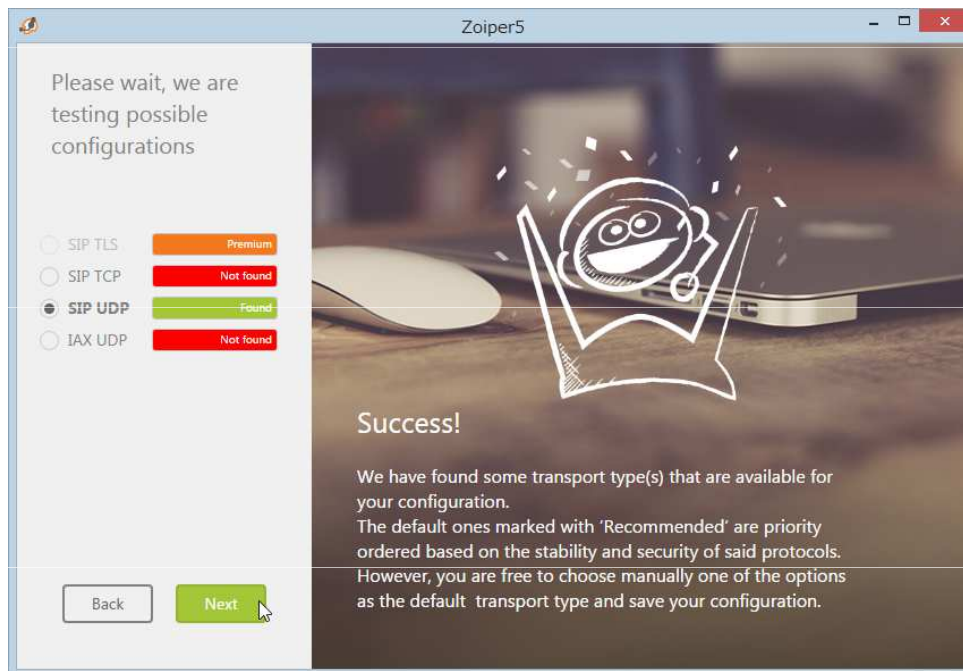 Zoiper5
Please wait, we are
testing possible
configurations
SIP TLS Premium
SIP TCP Not found
SIP UDP Found
IAX UDP Not found
Back Next
Success!
We have found some transport type(s) that are available for
your configuration.
The default ones marked with 'Recommended' are priority
ordered based on the stability and security of said protocols.
However, you are free to choose manually one of the options
as the default  transport type and save your configuration.